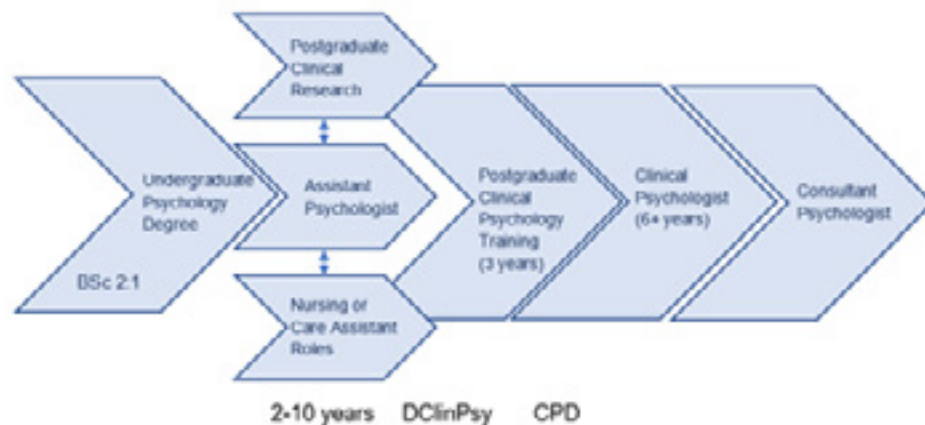 Undergraduate
Psychology
Degree
BSc 2:1
Postgraduate
Clinical
Research
Assistant
Psychologist
Nursing or
Care Assistant
Roles
Postgraduate
Clinical
Psychology
Training
(3 years)
Clinical
Psychologist
(6+ years)
Consultant
Psychologist
2-10 years DClinPsy CPD